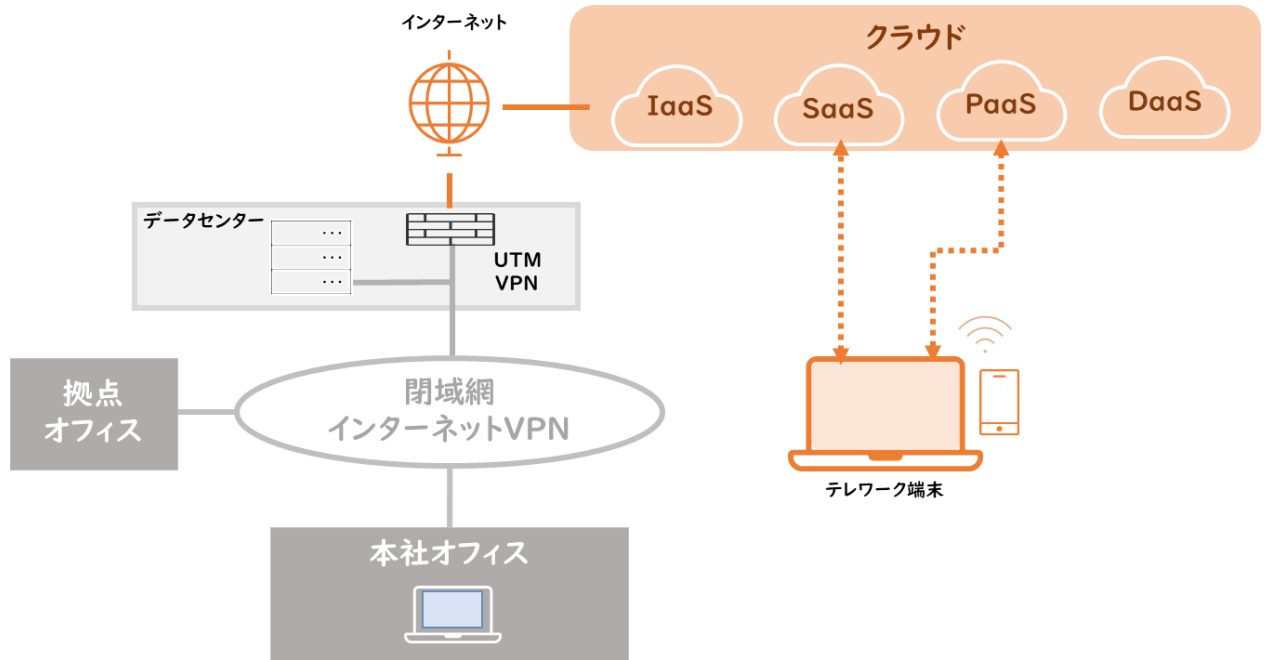 インターネット
クラウド
IaaS
SaaS
PaaS
DaaS
データセンター
UTM
VPN
拠点
オフィス
閉域網
インターネットVPN
テレワーク端末
本社オフィス